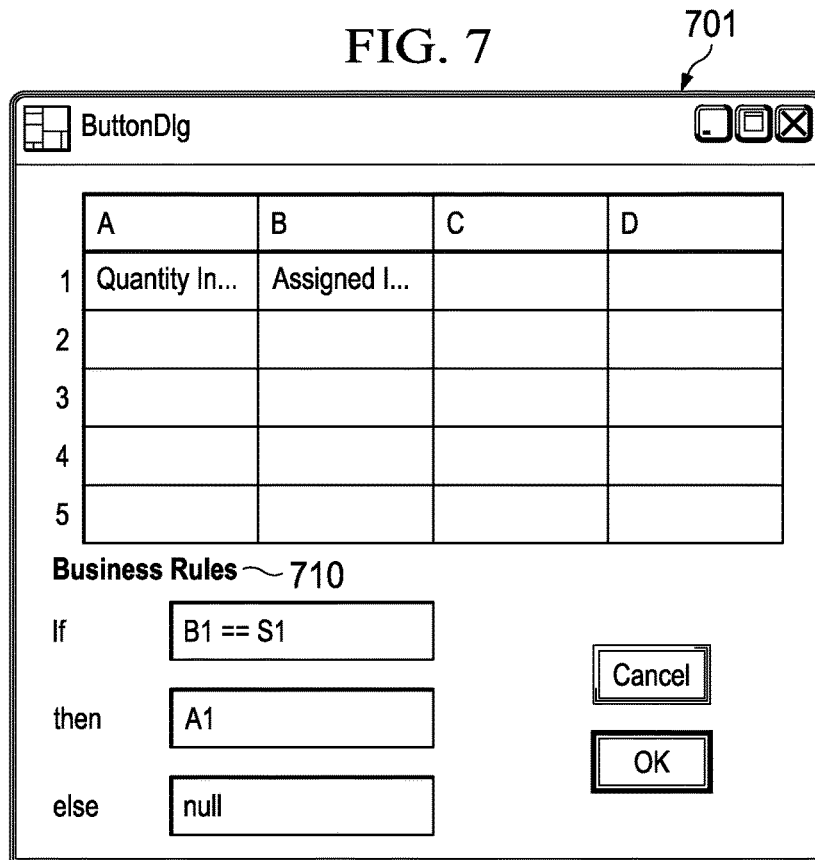 FIG. 7
701
ButtonDlg
A B C D
1 Quantity In... Assigned I...
2
3
4
5
Business Rules 710
If B1 == S1
Cancel
then A1
OK
else null